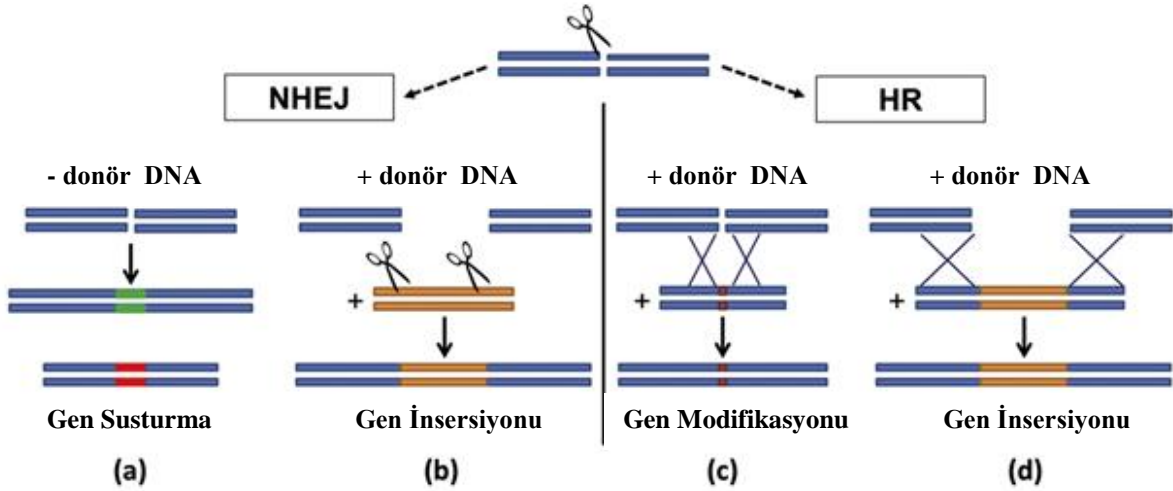 NHEJ
HR
- donör DNA
+ donör DNA
+ donör DNA
+ donör DNA
+
+
+
Gen Susturma
Gen İnsersiyonu
Gen Modifikasyonu
Gen İnsersiyonu
(a)
(b)
(c)
(d)